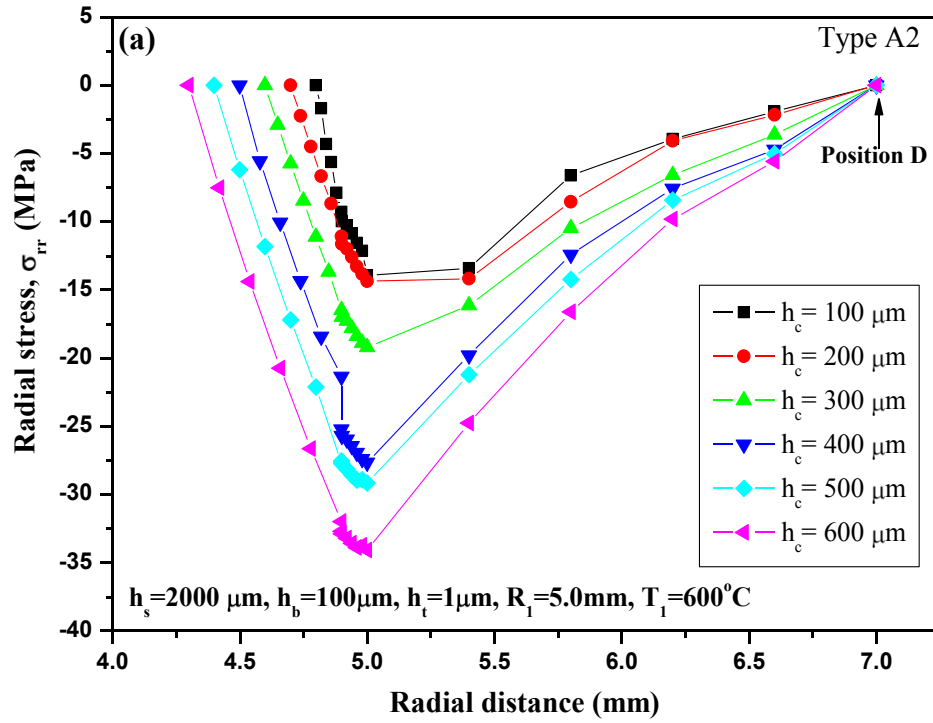 (a)
Type A2
5
0
-5
-10
-15
-20
-25
-30
-35
-40
Radial stress, σrr (MPa)
Position D
hc= 100 μm
hc= 200 μm
hc= 300 μm
hc= 400 μm
hc= 500 μm
hc= 600 μm
hs=2000 μm, hb=100μm, ht=1μm, R1=5.0mm, T1=600°C
4.0 4.5 5.0 5.5 6.0 6.5 7.0
Radial distance (mm)